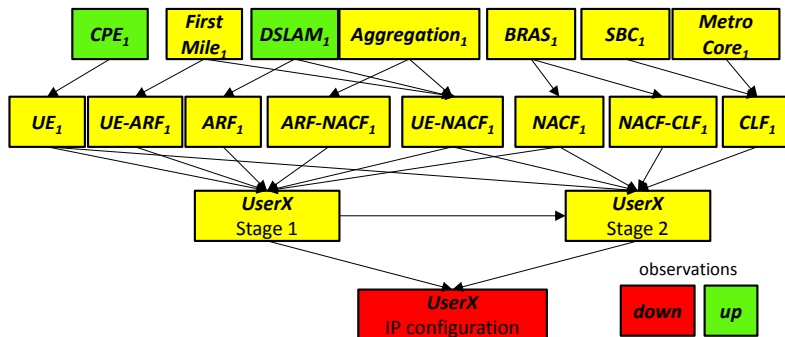 CPE1
First
Mile1
DSLAM1
Aggregation1
BRAS1
SBC1
Metro
Core1
UE1
UE-ARF1
ARF1
ARF-NACF1
UE-NACF1
NACF1
NACF-CLF1
CLF1
UserX
Stage 1
UserX
Stage 2
observations
UserX
IP configuration
down
up